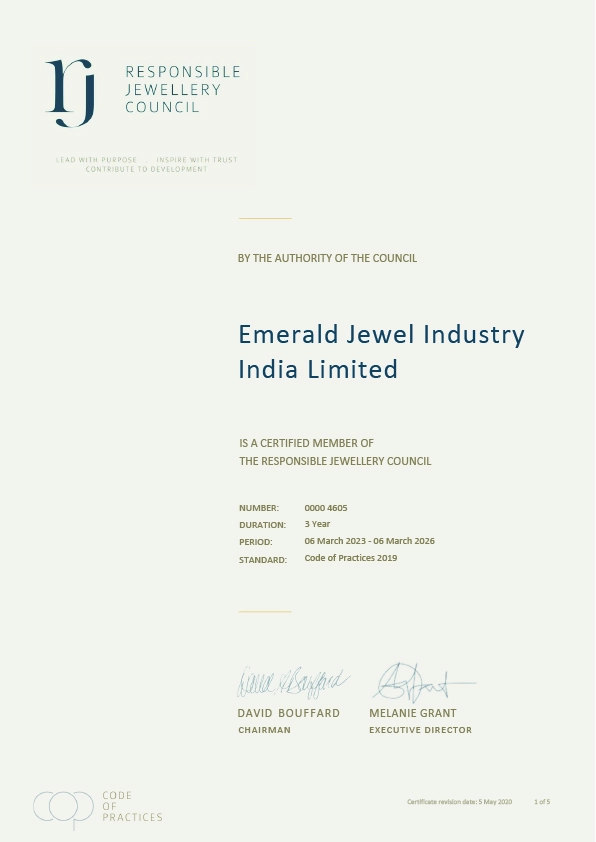 rj
RESPONSIBLE
JEWELLERY
COUNCIL
LEAD WITH PURPOSE INSPIRE WITH TRUST
CONTRIBUTE TO DEVELOPMENT
BY THE AUTHORITY OF THE COUNCIL
Emerald Jewel Industry
India Limited
IS A CERTIFIED MEMBER OF
THE RESPONSIBLE JEWELLERY COUNCIL
NUMBER: 0000 4605
DURATION: 3 Year
PERIOD: 06 March 2023 - 06 March 2026
STANDARD: Code of Practices 2019
DAVID BOUFFARD MELANIE GRANT
CHAIRMAN EXECUTIVE DIRECTOR
cop
CODE
OF
PRACTICES
Certificate revision date: 5 May 2020 1 of 5